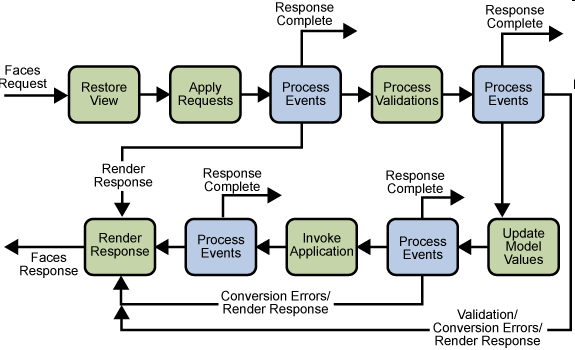 Response
Complete
Response
Complete
Faces
Request
Restore
View
Apply
Requests
Process
Events
Process
Validations
Process
Events
Render
Response
Response
Complete
Response
Complete
Render
Response
Process
Events
Invoke
Application
Process
Events
Update
Model
Values
Faces
Response
Conversion Errors/
Render Response
Validation/
Conversion Errors/
Render Response